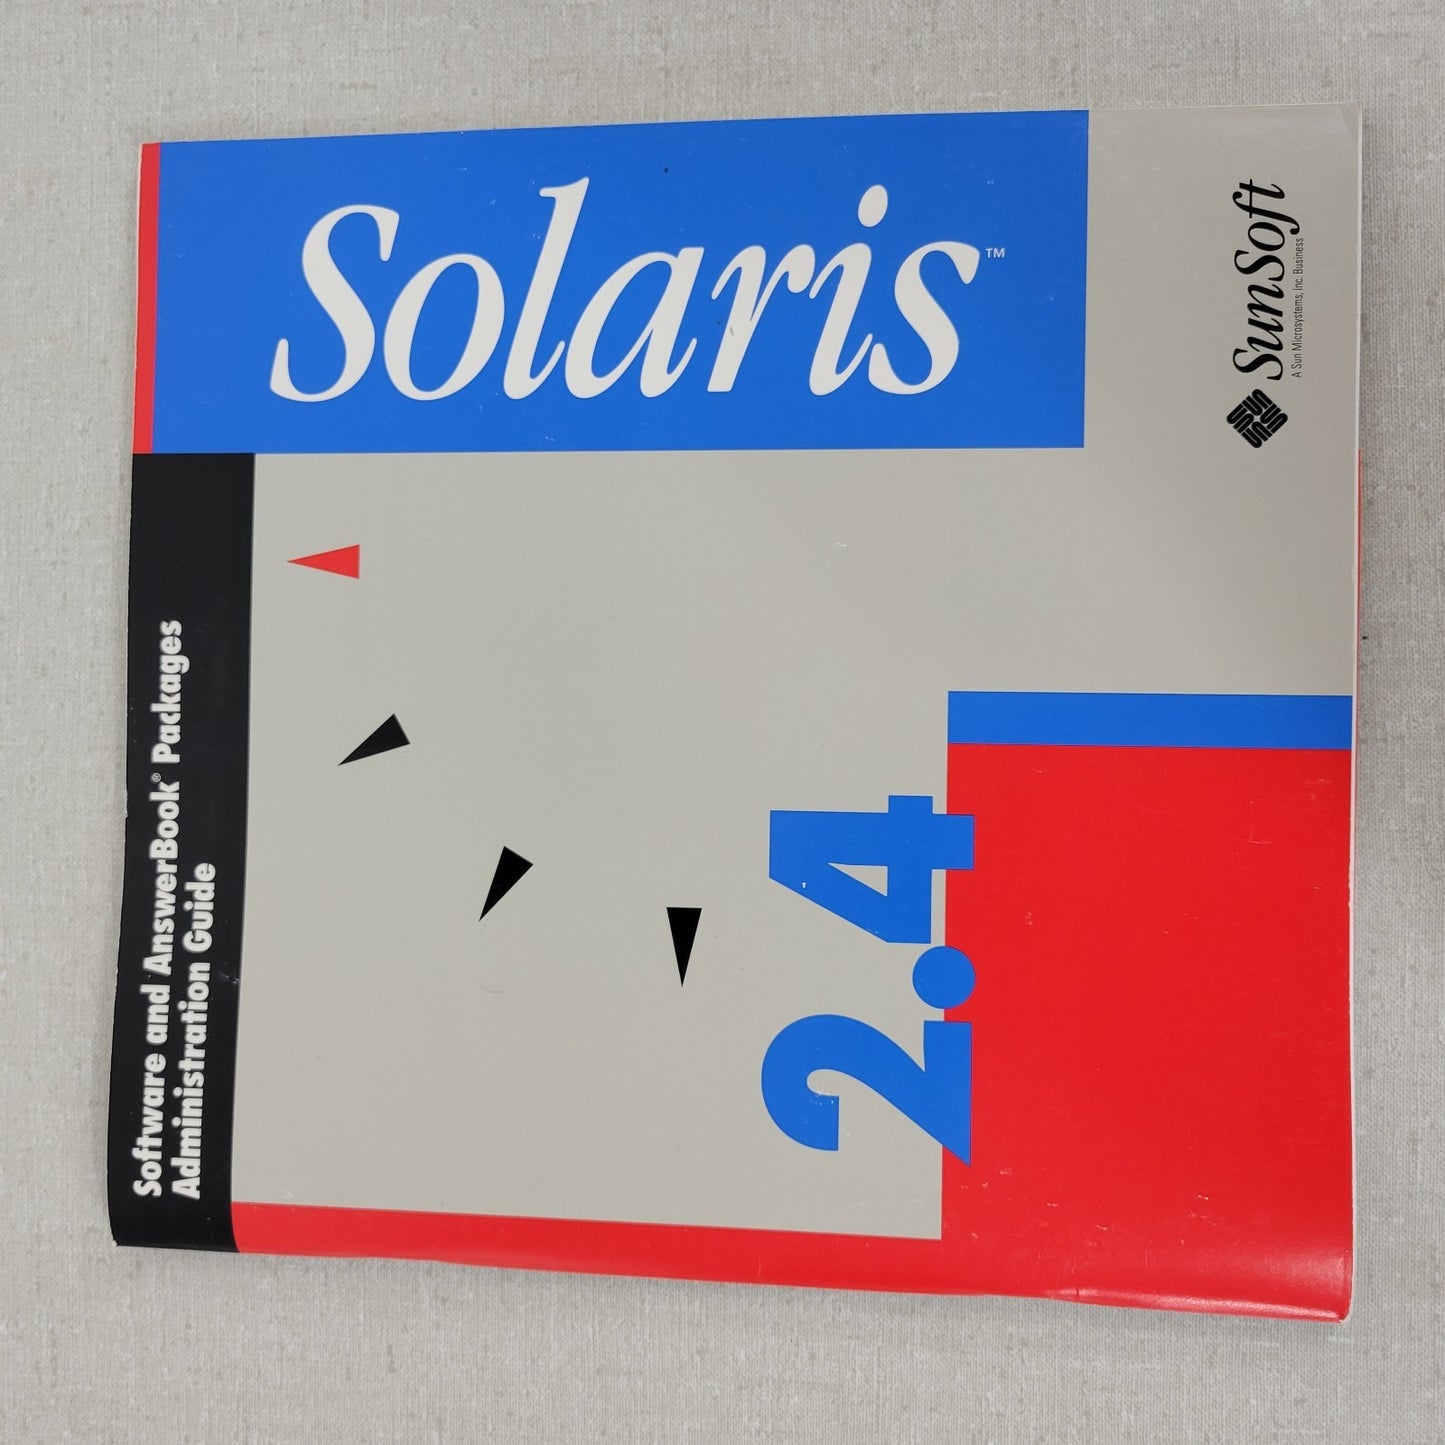 Solaris™
Software and AnswerBook® Packages
Administration Guide
2.4
SunSoft
A Sun Microsystems, Inc. Business